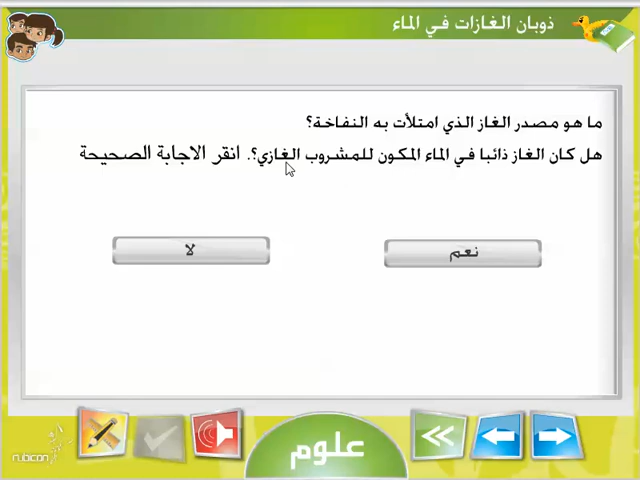 ذوبان الغازات في الماء
ما هو مصدر الغاز الذي امتلأت به النفاخة؟
هل كان الغاز ذائبا في الماء المكون للمشروب الغازي؟. انقر الاجابة الصحيحة
نعم
لا
علوم
rubicon